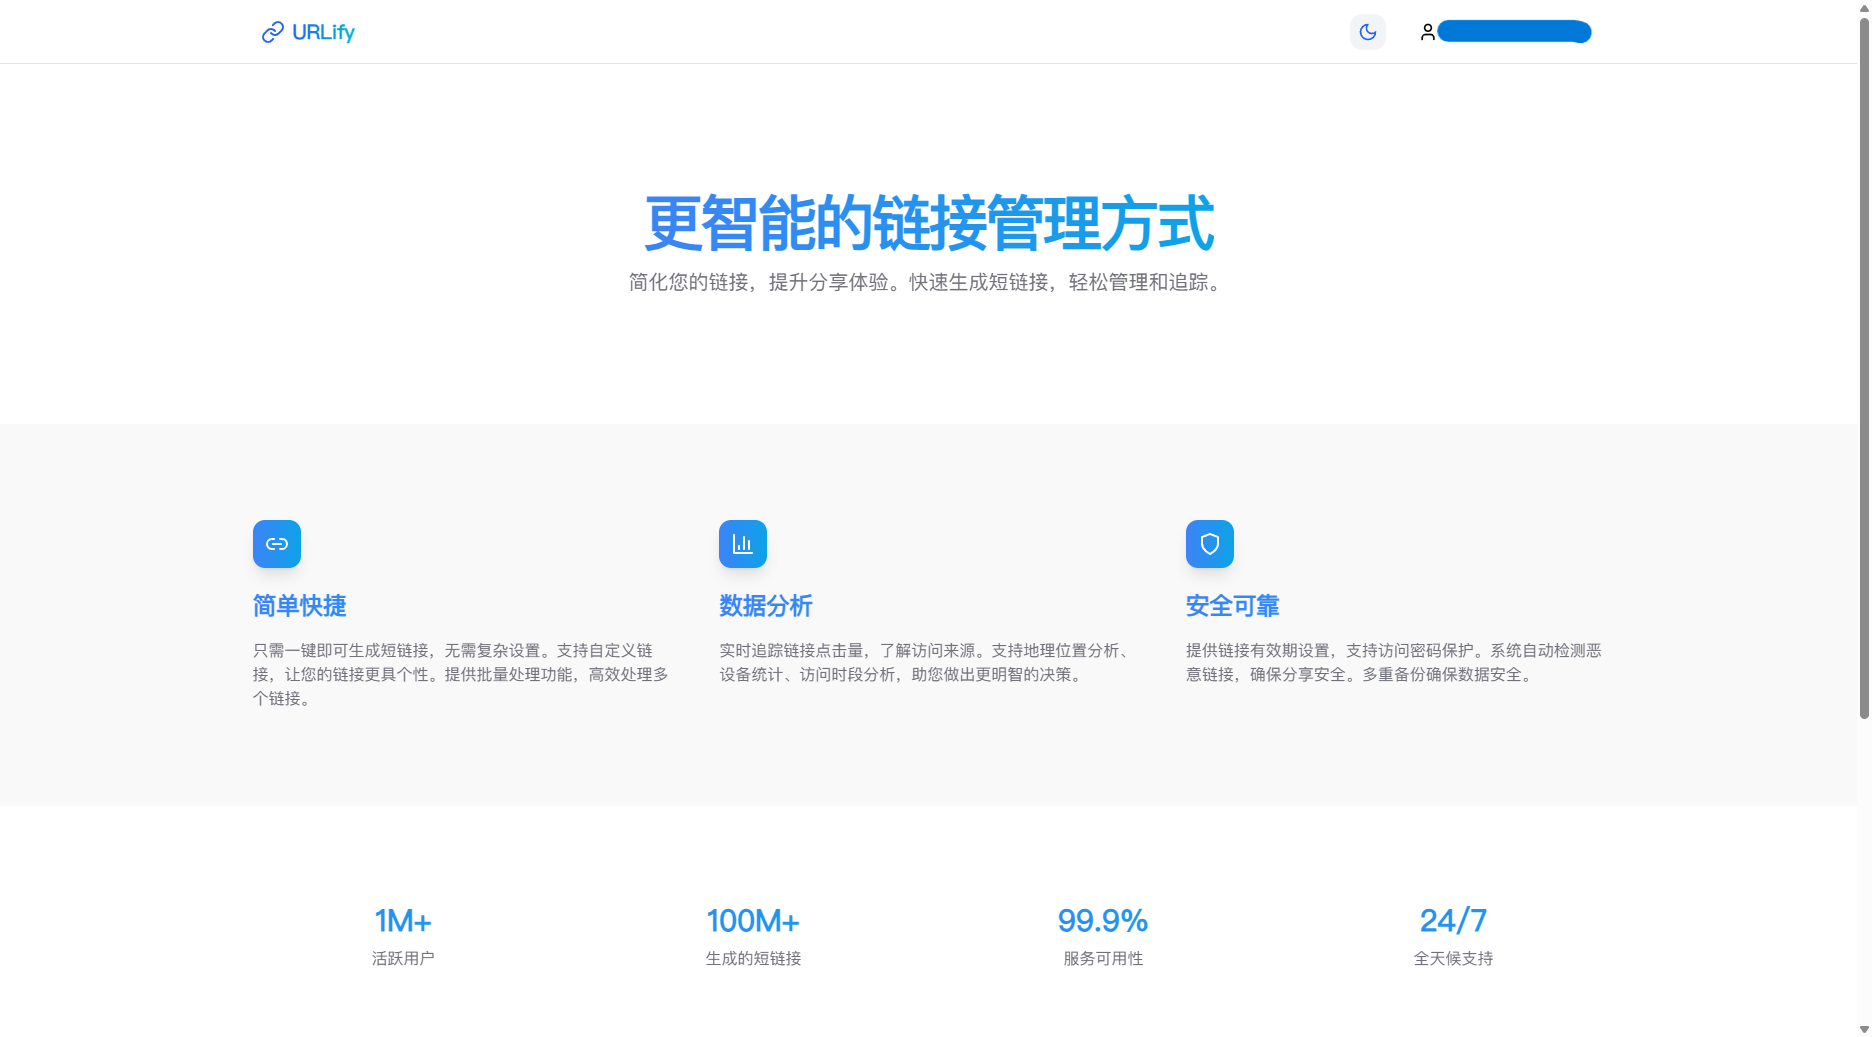 URLify
更智能的链接管理方式
简化您的链接，提升分享体验。快速生成短链接，轻松管理和追踪。
简单快捷
只需一键即可生成短链接，无需复杂设置。支持自定义链
接，让您的链接更具个性。提供批量处理功能，高效处理多
个链接。
数据分析
实时追踪链接点击量，了解访问来源。支持地理位置分析、
设备统计、访问时段分析，助您做出更明智的决策。
安全可靠
提供链接有效期设置，支持访问密码保护。系统自动检测恶
意链接，确保分享安全。多重备份确保数据安全。
1M+
活跃用户
100M+
生成的短链接
99.9%
服务可用性
24/7
全天候支持